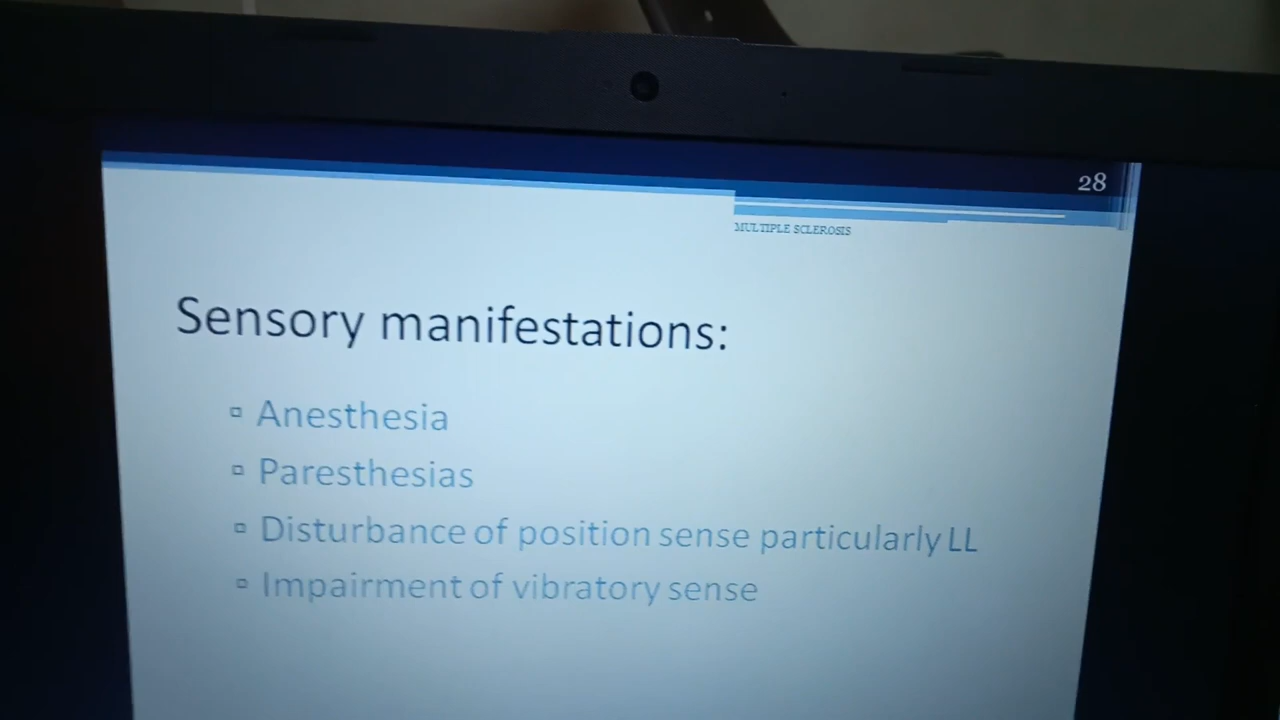 28
MULTIPLE SCLEROSIS
Sensory manifestations:
Anesthesia
Paresthesias
Disturbance of position sense particularly LL
Impairment of vibratory sense